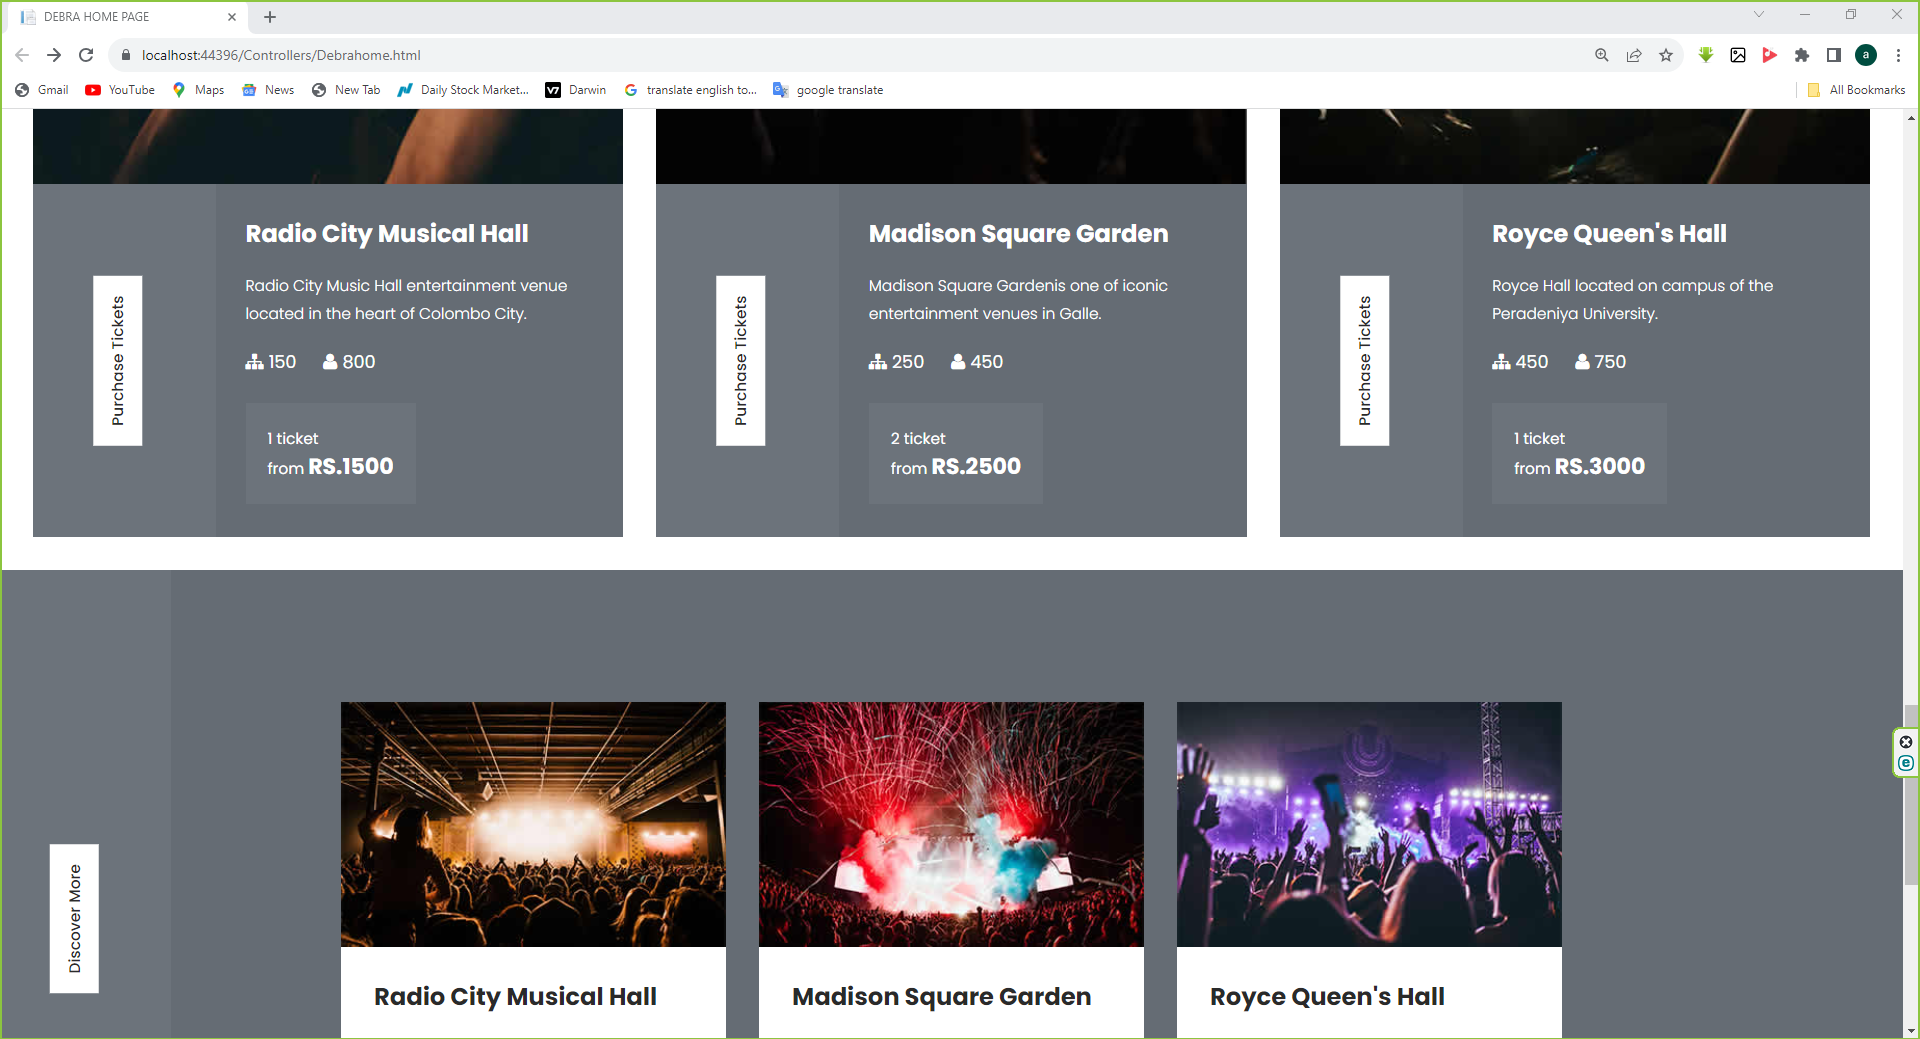 DEBRA HOME PAGE
localhost:44396/Controllers/Debrahome.html
a
Gmail
YouTube
Maps
News
New Tab
Daily Stock Market...
Darwin
translate english to...
google translate
All Bookmarks
Purchase Tickets
Radio City Musical Hall
Radio City Music Hall entertainment venue
located in the heart of Colombo City.
150 800
1 ticket
from RS.1500
Purchase Tickets
Madison Square Garden
Madison Square Gardenis one of iconic
entertainment venues in Galle.
250 450
2 ticket
from RS.2500
Purchase Tickets
Royce Queen's Hall
Royce Hall located on campus of the
Peradeniya University.
450 750
1 ticket
from RS.3000
Discover More
Radio City Musical Hall
Madison Square Garden
Royce Queen's Hall